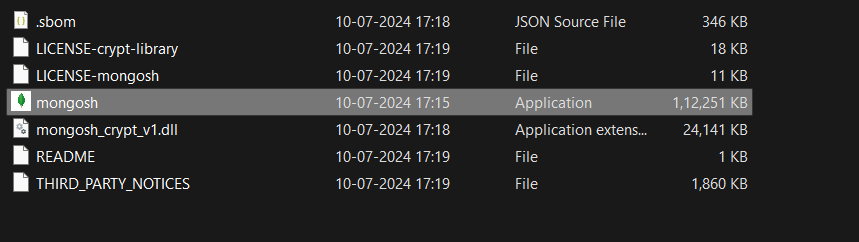 .sbom 10-07-2024 17:18 JSON Source File 346 KB
LICENSE-crypt-library 10-07-2024 17:19 File 18 KB
LICENSE-mongosh 10-07-2024 17:19 File 11 KB
mongosh 10-07-2024 17:15 Application 1,12,251 KB
mongosh_crypt_v1.dll 10-07-2024 17:18 Application extens... 24,141 KB
README 10-07-2024 17:19 File 1 KB
THIRD_PARTY_NOTICES 10-07-2024 17:19 File 1,860 KB